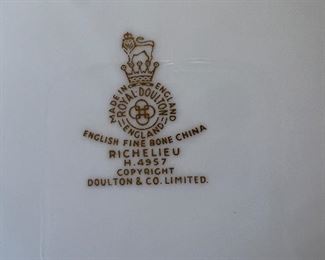 MADE IN ENGLAND
ROYAL DOULTON
ENGLAND
ENGLISH FINE BONE CHINA
RICHELIEU
H.4957
COPYRIGHT
DOULTON & CO. LIMITED.